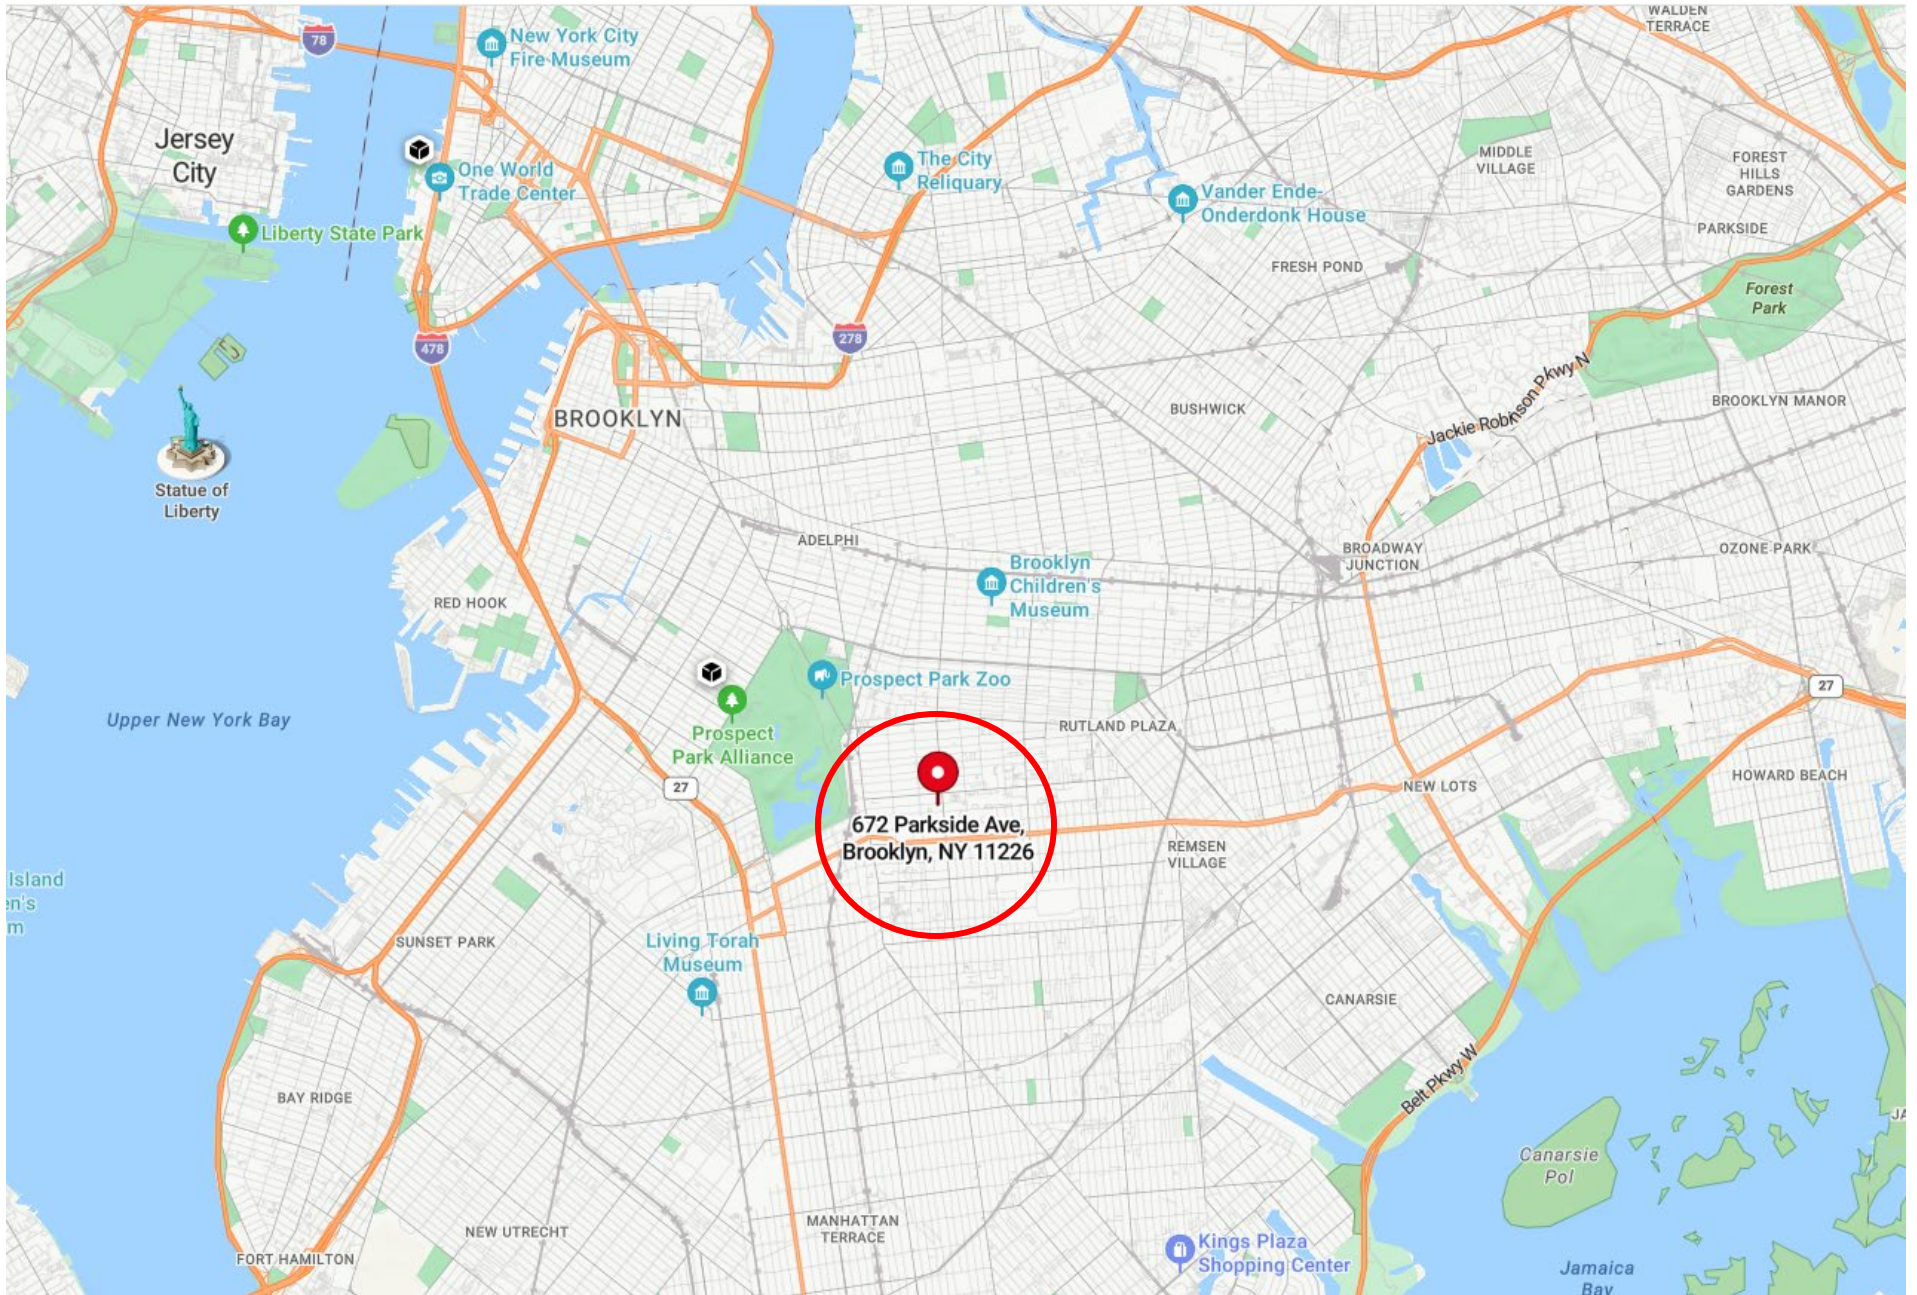 WALDEN
TERRACE
78
New York City
Fire Museum
Jersey
City
One World
Trade Center
The City
Reliquary
MIDDLE
VILLAGE
FOREST
HILLS
GARDENS
Vander Ende-
Onderdonk House
Liberty State Park
PARKSIDE
FRESH POND
Forest
Park
278
478
Jackie Robinson Pkwy N
BROOKLYN MANOR
BUSHWICK
BROOKLYN
Statue of
Liberty
ADELPHI
BROADWAY
JUNCTION
OZONE PARK
Brooklyn
Children's
Museum
RED HOOK
Prospect Park Zoo
27
Upper New York Bay
RUTLAND PLAZA
Prospect
Park Alliance
27
NEW LOTS
HOWARD BEACH
672 Parkside Ave,
Brooklyn, NY 11226
REMSEN
VILLAGE
Island
en's
m
SUNSET PARK
Living Torah
Museum
CANARSIE
Belt Pkwy W
BAY RIDGE
JA
Canarsie
Pol
MANHATTAN
TERRACE
NEW UTRECHT
Kings Plaza
Shopping Center
FORT HAMILTON
Jamaica
Bay